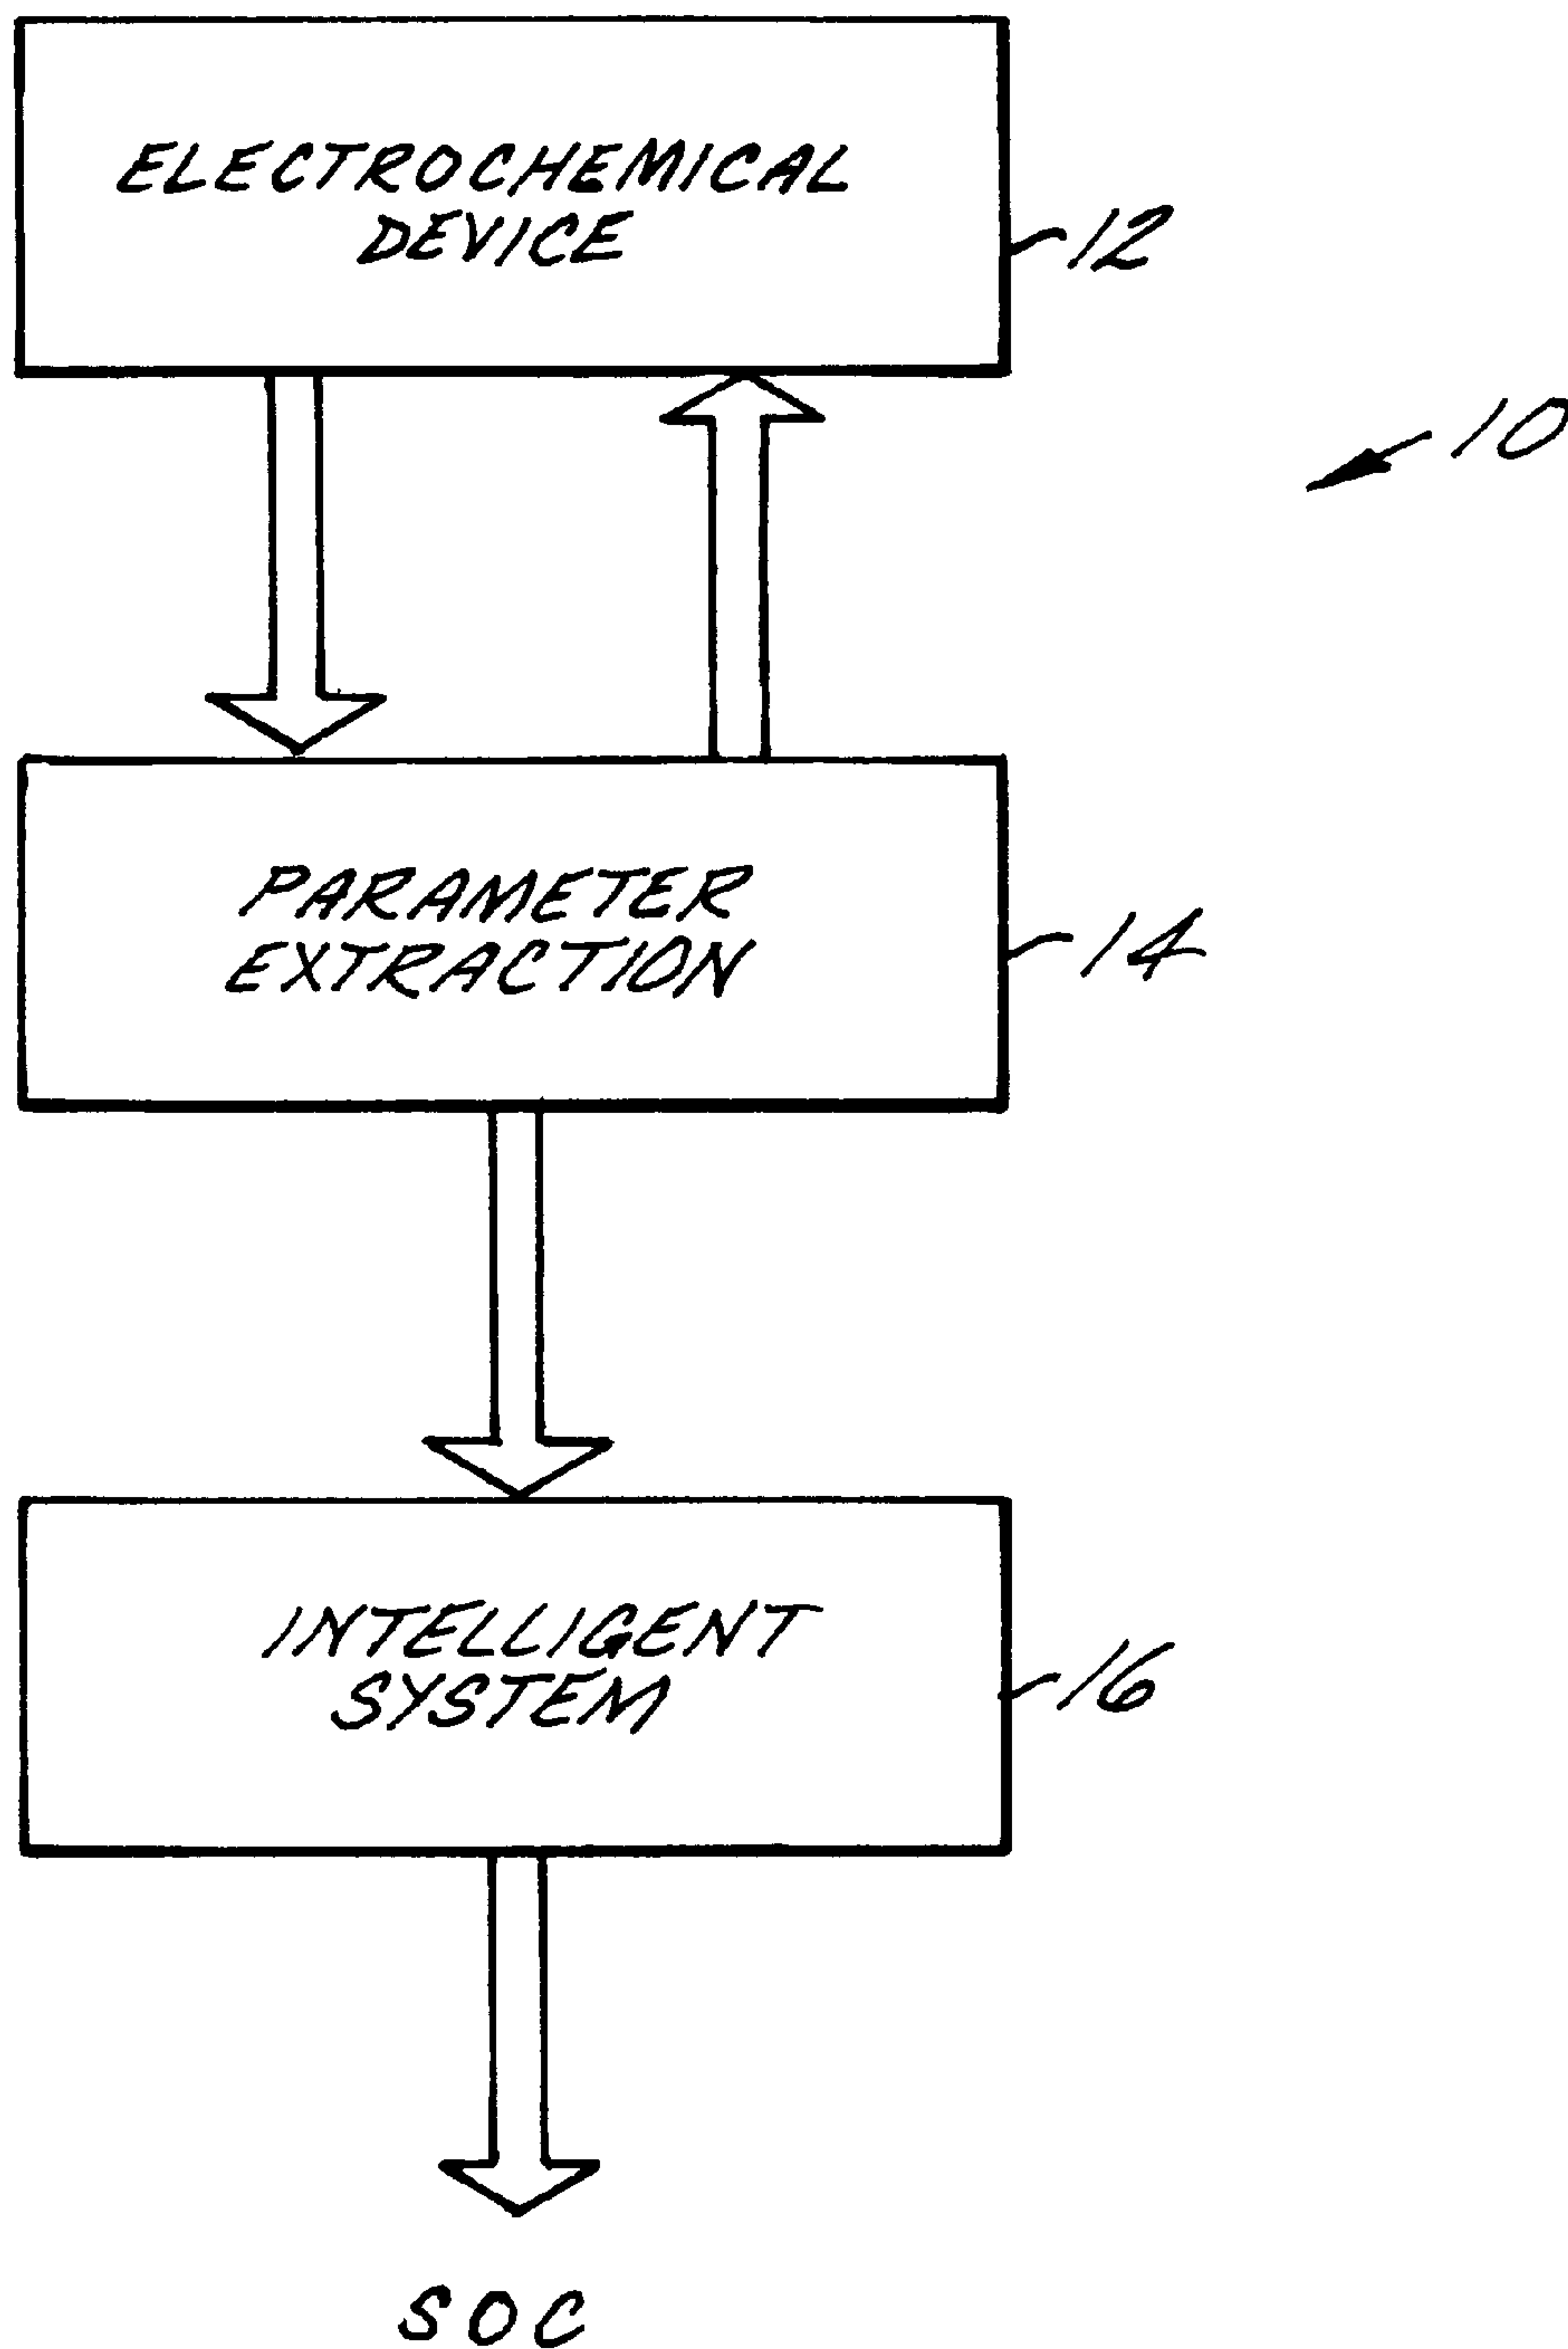 ELECTROCHEMICAL
DEVICE
12
10
PARAMETER
EXTRACTION
14
INTELLIGENT
SYSTEM
16
SOC